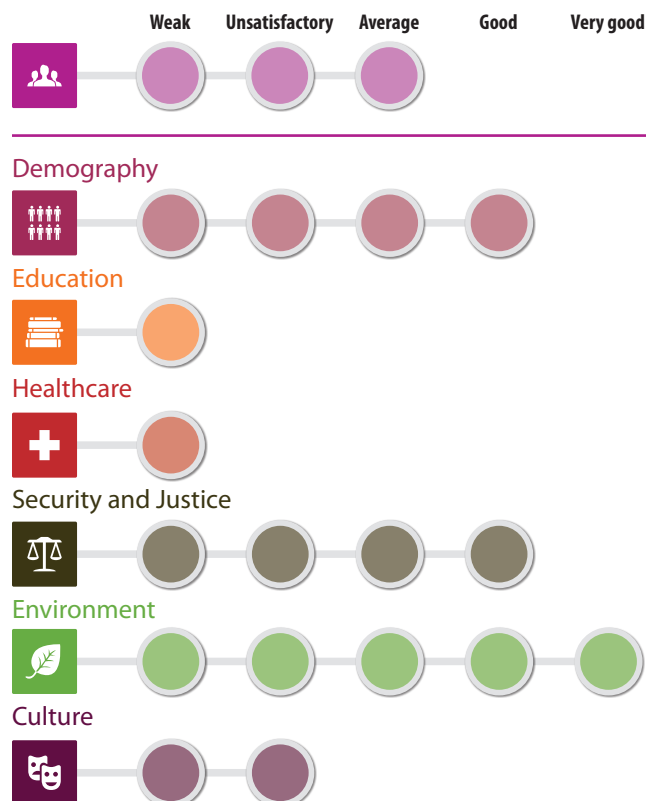 Weak Unsatisfactory Average Good Very good
Demography
Education
Healthcare
Security and Justice
Environment
Culture